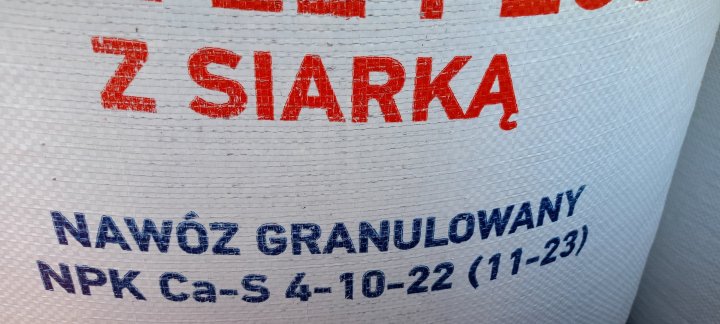 Z SIARKĄ
NAWÓZ GRANULOWANY
NPK Ca-S 4-10-22 (11-23)